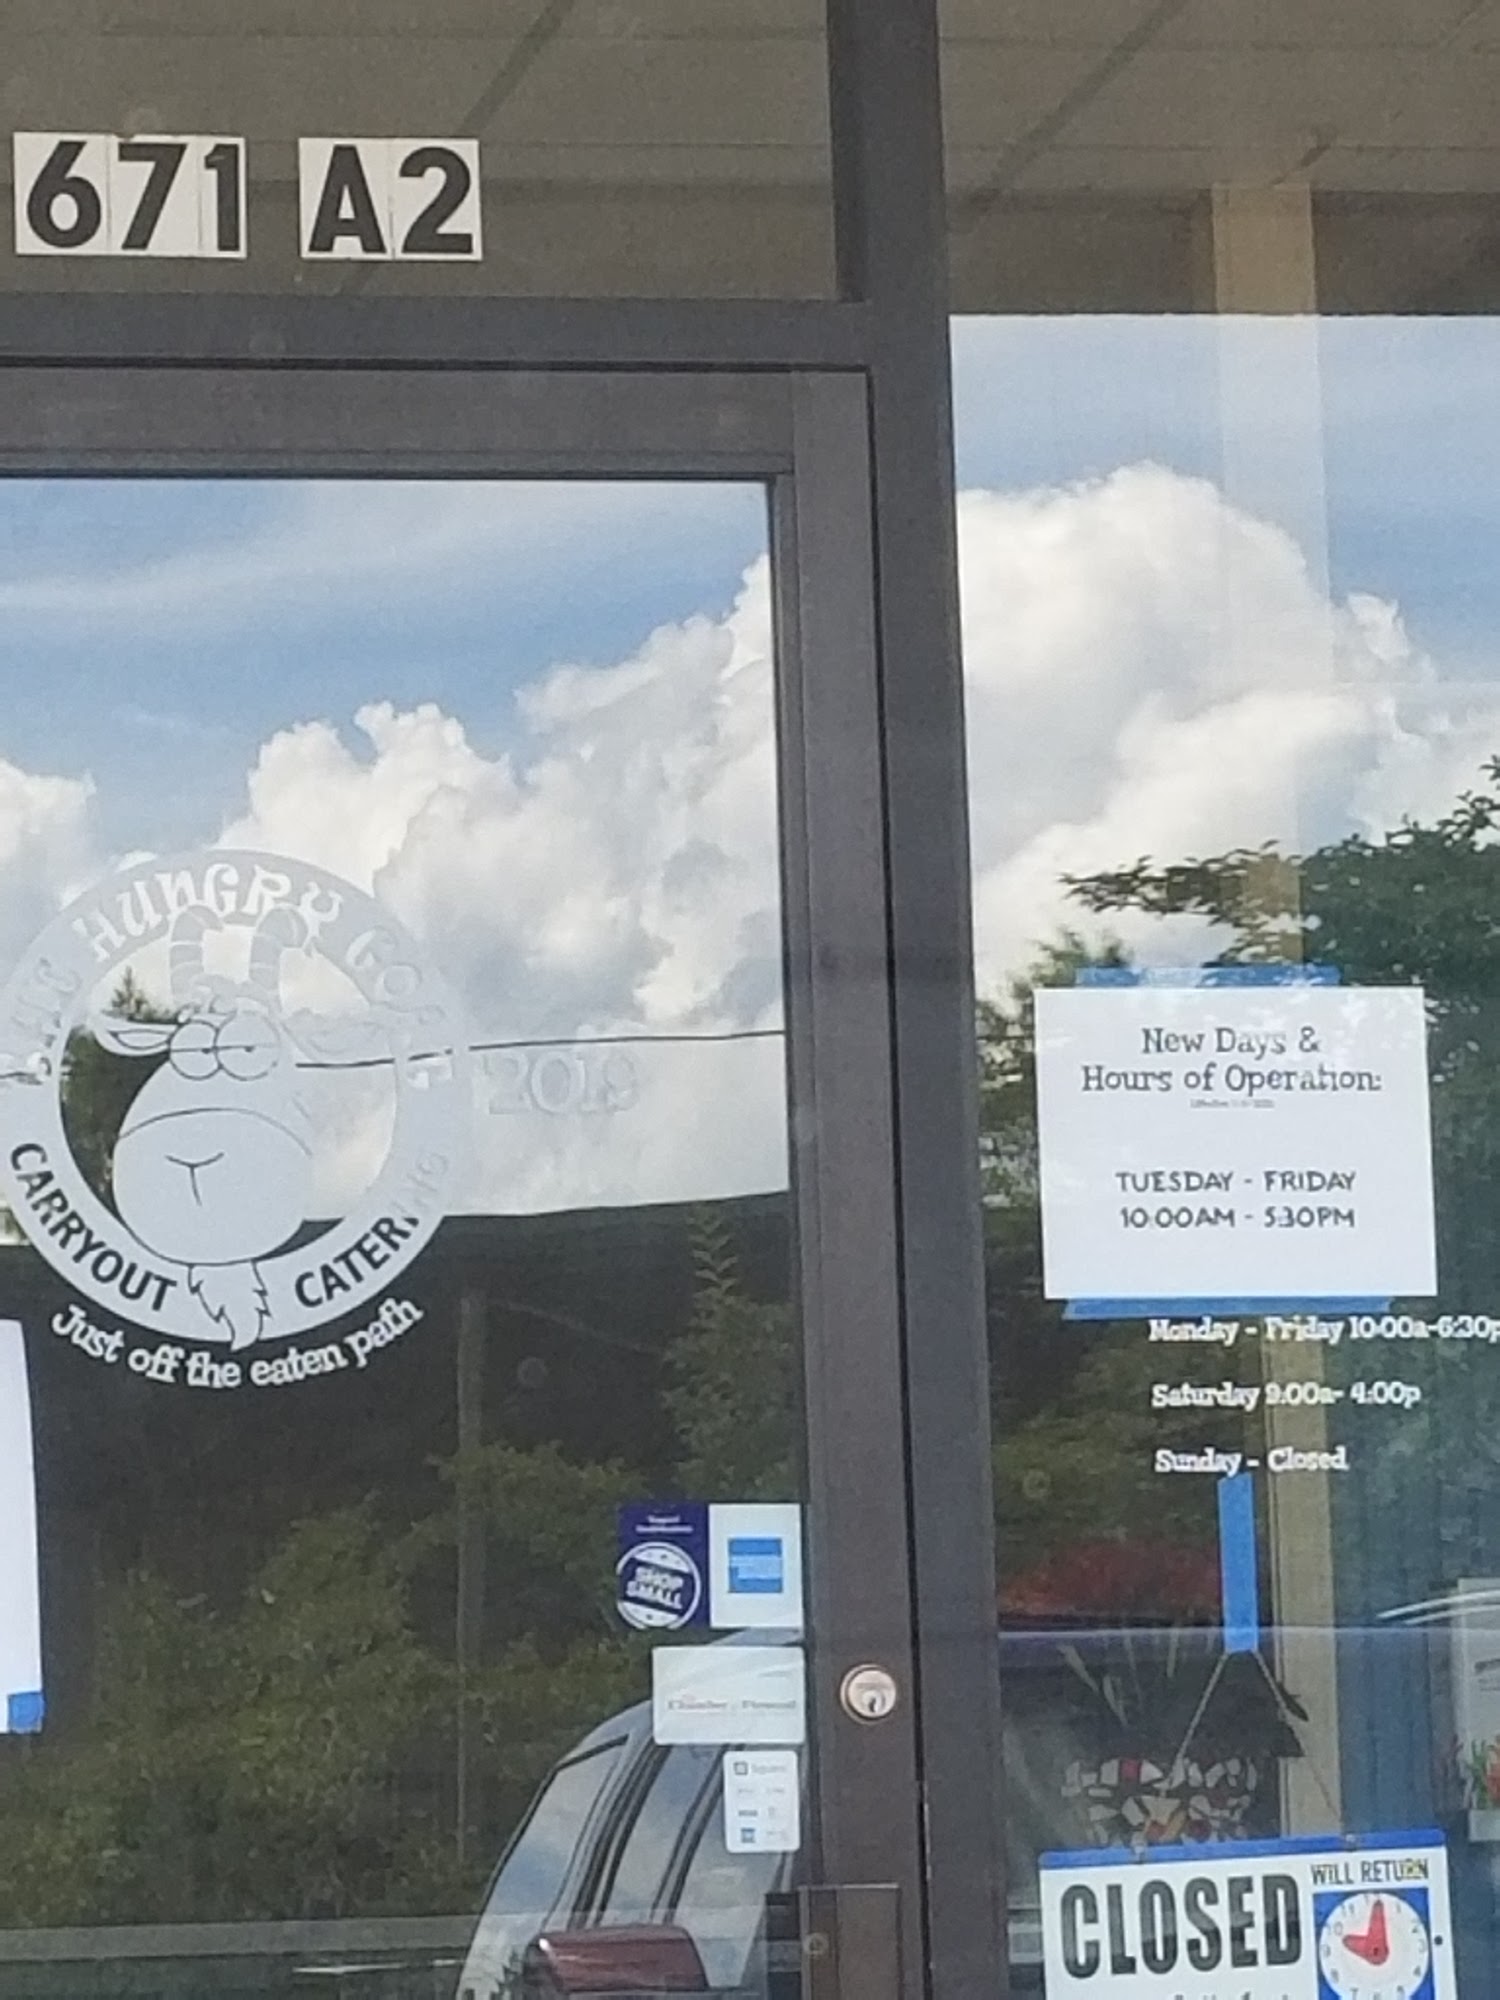 671 A2
HUNGRY
2019
CARRYOUT
CATERING
Just off the eaten path
New Days &
Hours of Operation:
TUESDAY - FRIDAY
10:00AM - 5:30PM
Monday - Friday 10:00a-6:30p
Saturday 9:00a- 4:00p
Sunday - Closed
SHOP
SMALL
Square
CLOSED
WILL RETURN